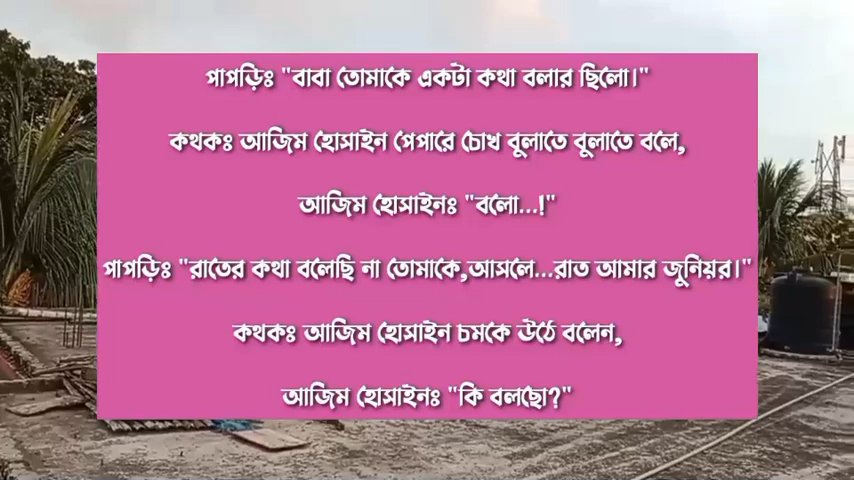 পাপড়িঃ "বাবা তোমাকে একটা কথা বলার ছিলো।"
কথকঃ আজিম হোসাইন পেপারে চোখ বুলাতে বুলাতে বলে,
আজিম হোসাইনঃ "বলো...!"
পাপড়িঃ "রাতের কথা বলেছি না তোমাকে,আসলে...রাত আমার জুনিয়র।"
কথকঃ আজিম হোসাইন চমকে উঠে বলেন,
আজিম হোসাইনঃ "কি বলছো?"